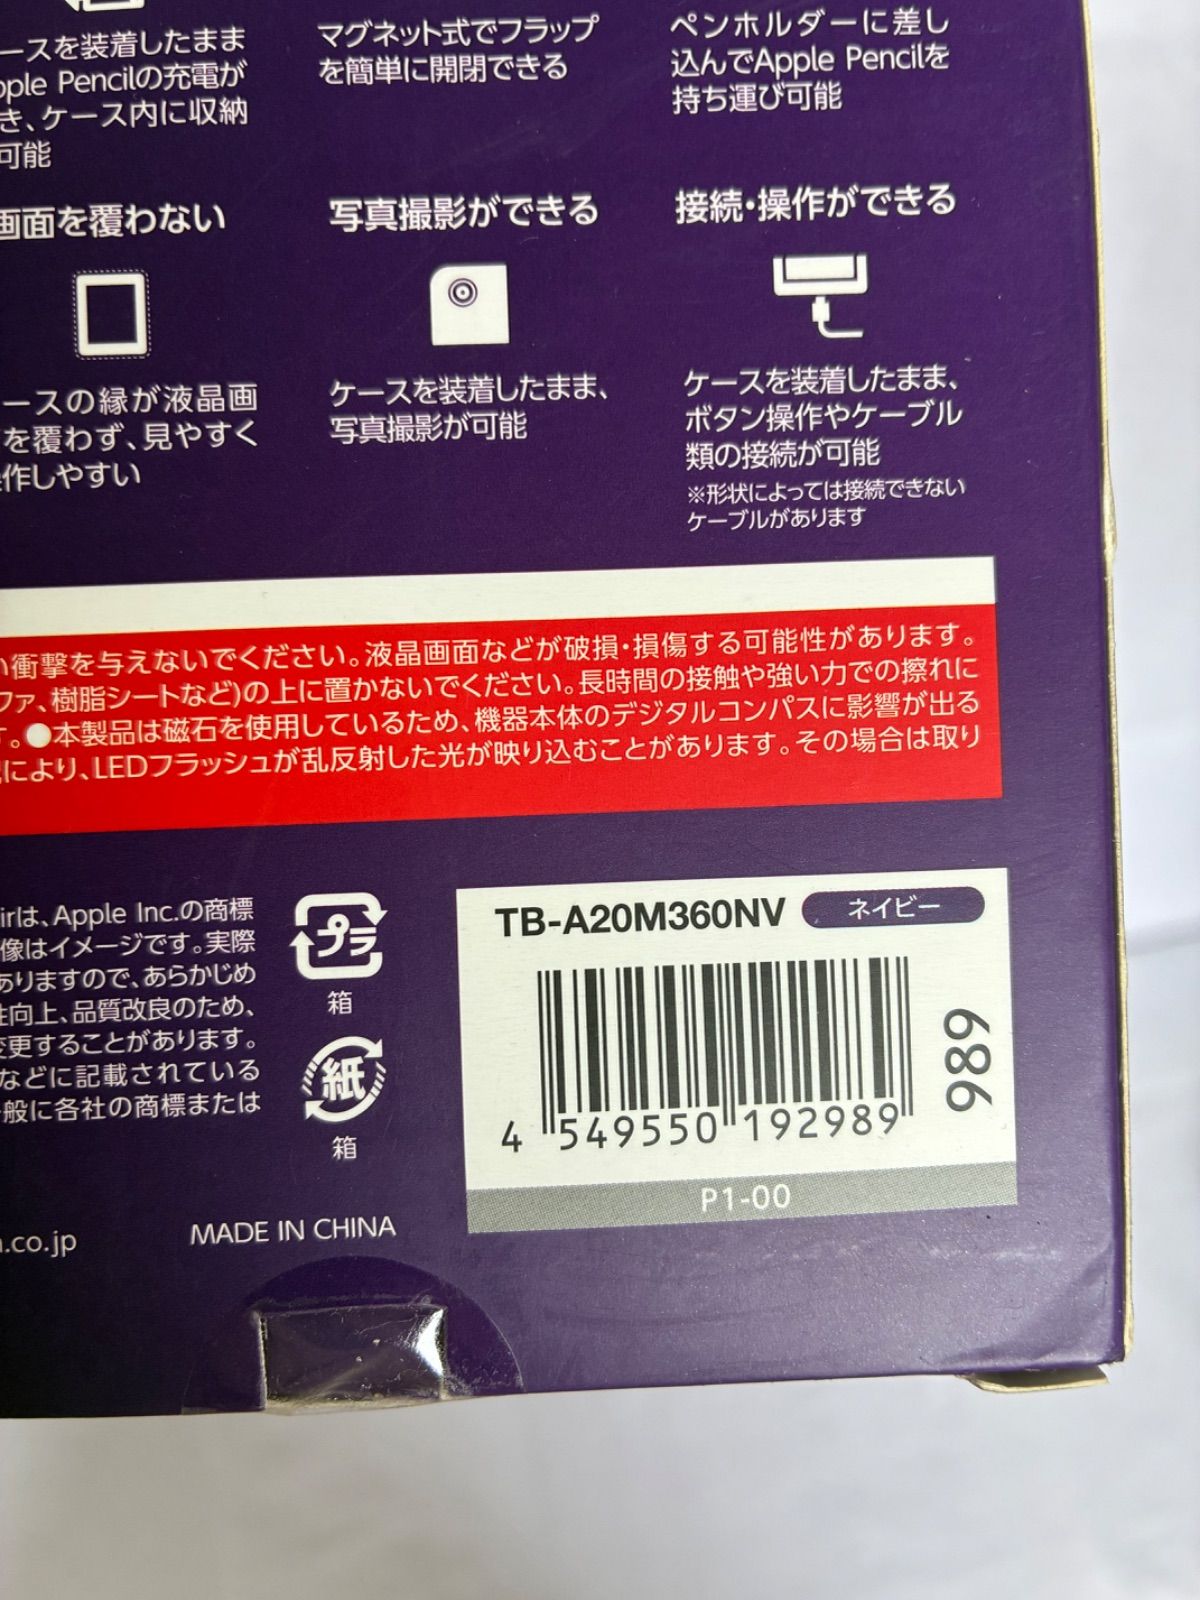 ースを装着したまま
pple Pencilの充電が
き、ケース内に収納
可能
マグネット式でフラップ
を簡単に開閉できる
ペンホルダーに差し
込んでApple Pencilを
持ち運び可能
画面を覆わない
写真撮影ができる
接続・操作ができる
ースの縁が液晶画
を覆わず、見やすく
作しやすい
ケースを装着したまま、
写真撮影が可能
ケースを装着したまま、
ボタン操作やケーブル
類の接続が可能
※形状によっては接続できない
ケーブルがあります
い衝撃を与えないでください。液晶画面などが破損・損傷する可能性があります。
ファ、樹脂シートなど)の上に置かないでください。長時間の接触や強い力での擦れに
す。●本製品は磁石を使用しているため、機器本体のデジタルコンパスに影響が出る
により、LEDフラッシュが乱反射した光が映り込むことがあります。その場合は取り
irは、Apple Inc.の商標
像はイメージです。実際
ありますので、あらかじめ
性向上、品質改良のため、
変更することがあります。
などに記載されている
般に各社の商標または
プラ
箱
紙
箱
.co.jp
MADE IN CHINA
TB-A20M360NV ネイビー
989
4 549550 192989
P1-00